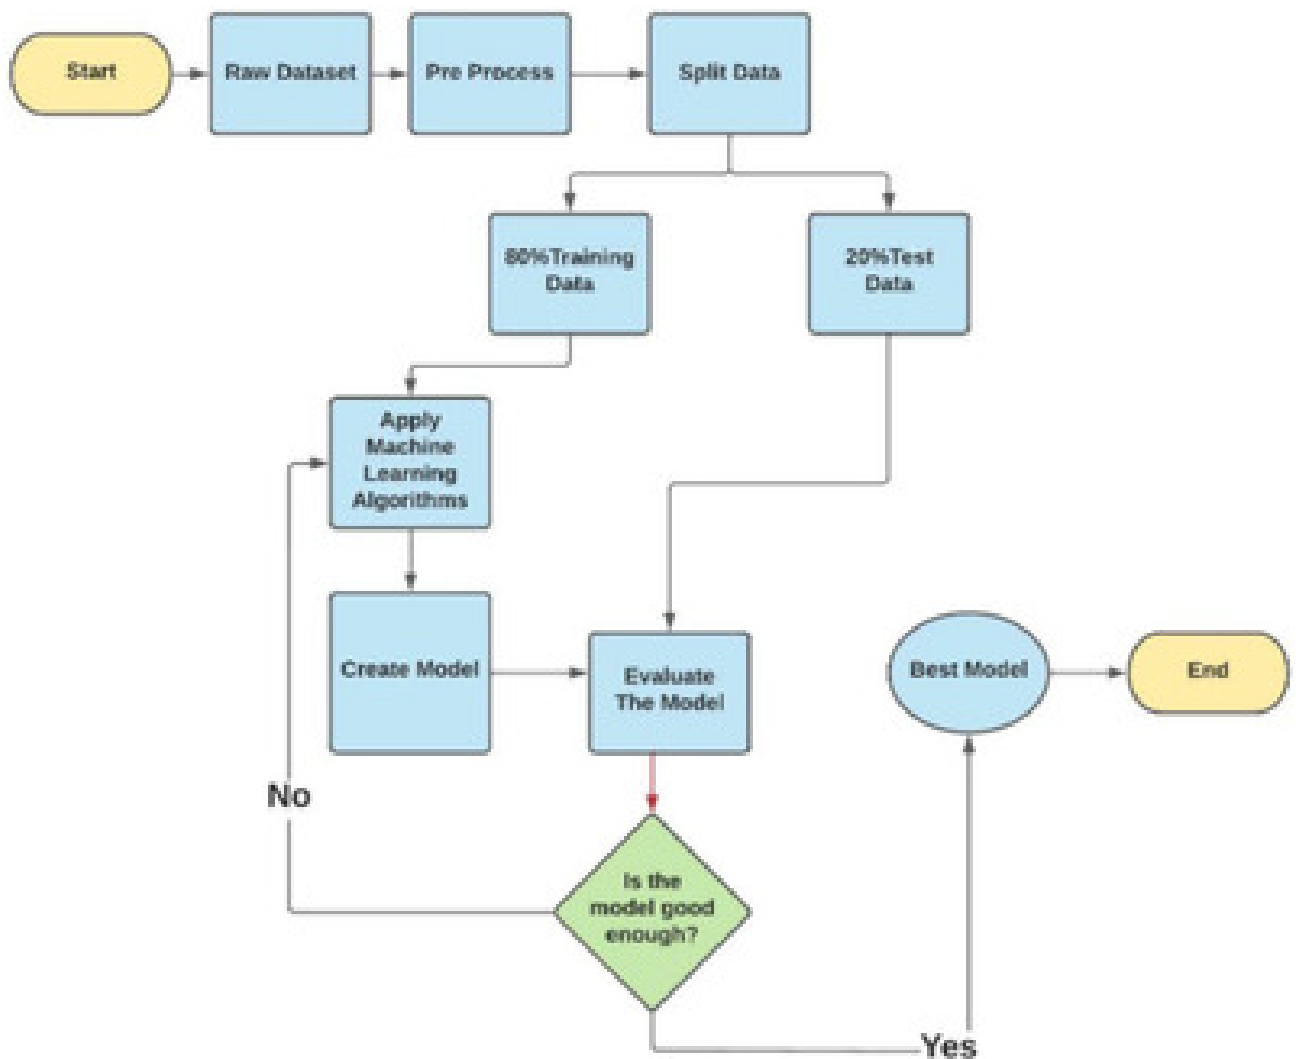 Start
Raw Dataset
Pre Process
Split Data
80%Training
Data
20%Test
Data
Apply
Machine
Learning
Algorithms
Create Model
Evaluate
The Model
Best Model
End
No
Is the
model good
enough?
Yes